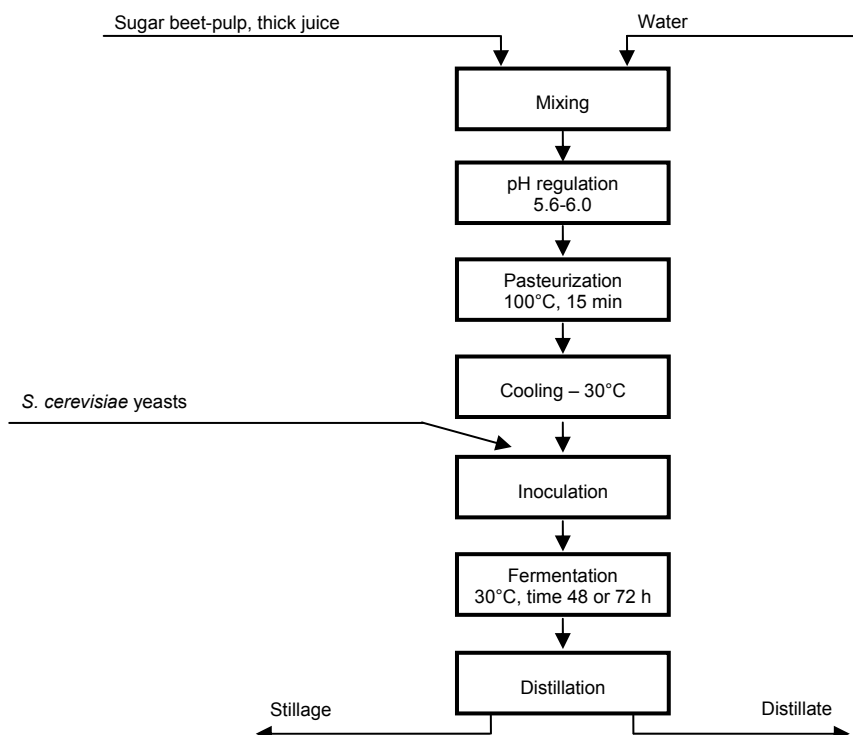 Sugar beet-pulp, thick juice
Water
Mixing
pH regulation
5.6-6.0
Pasteurization
100°C, 15 min
Cooling – 30°C
S. cerevisiae yeasts
Inoculation
Fermentation
30°C, time 48 or 72 h
Distillation
Stillage
Distillate